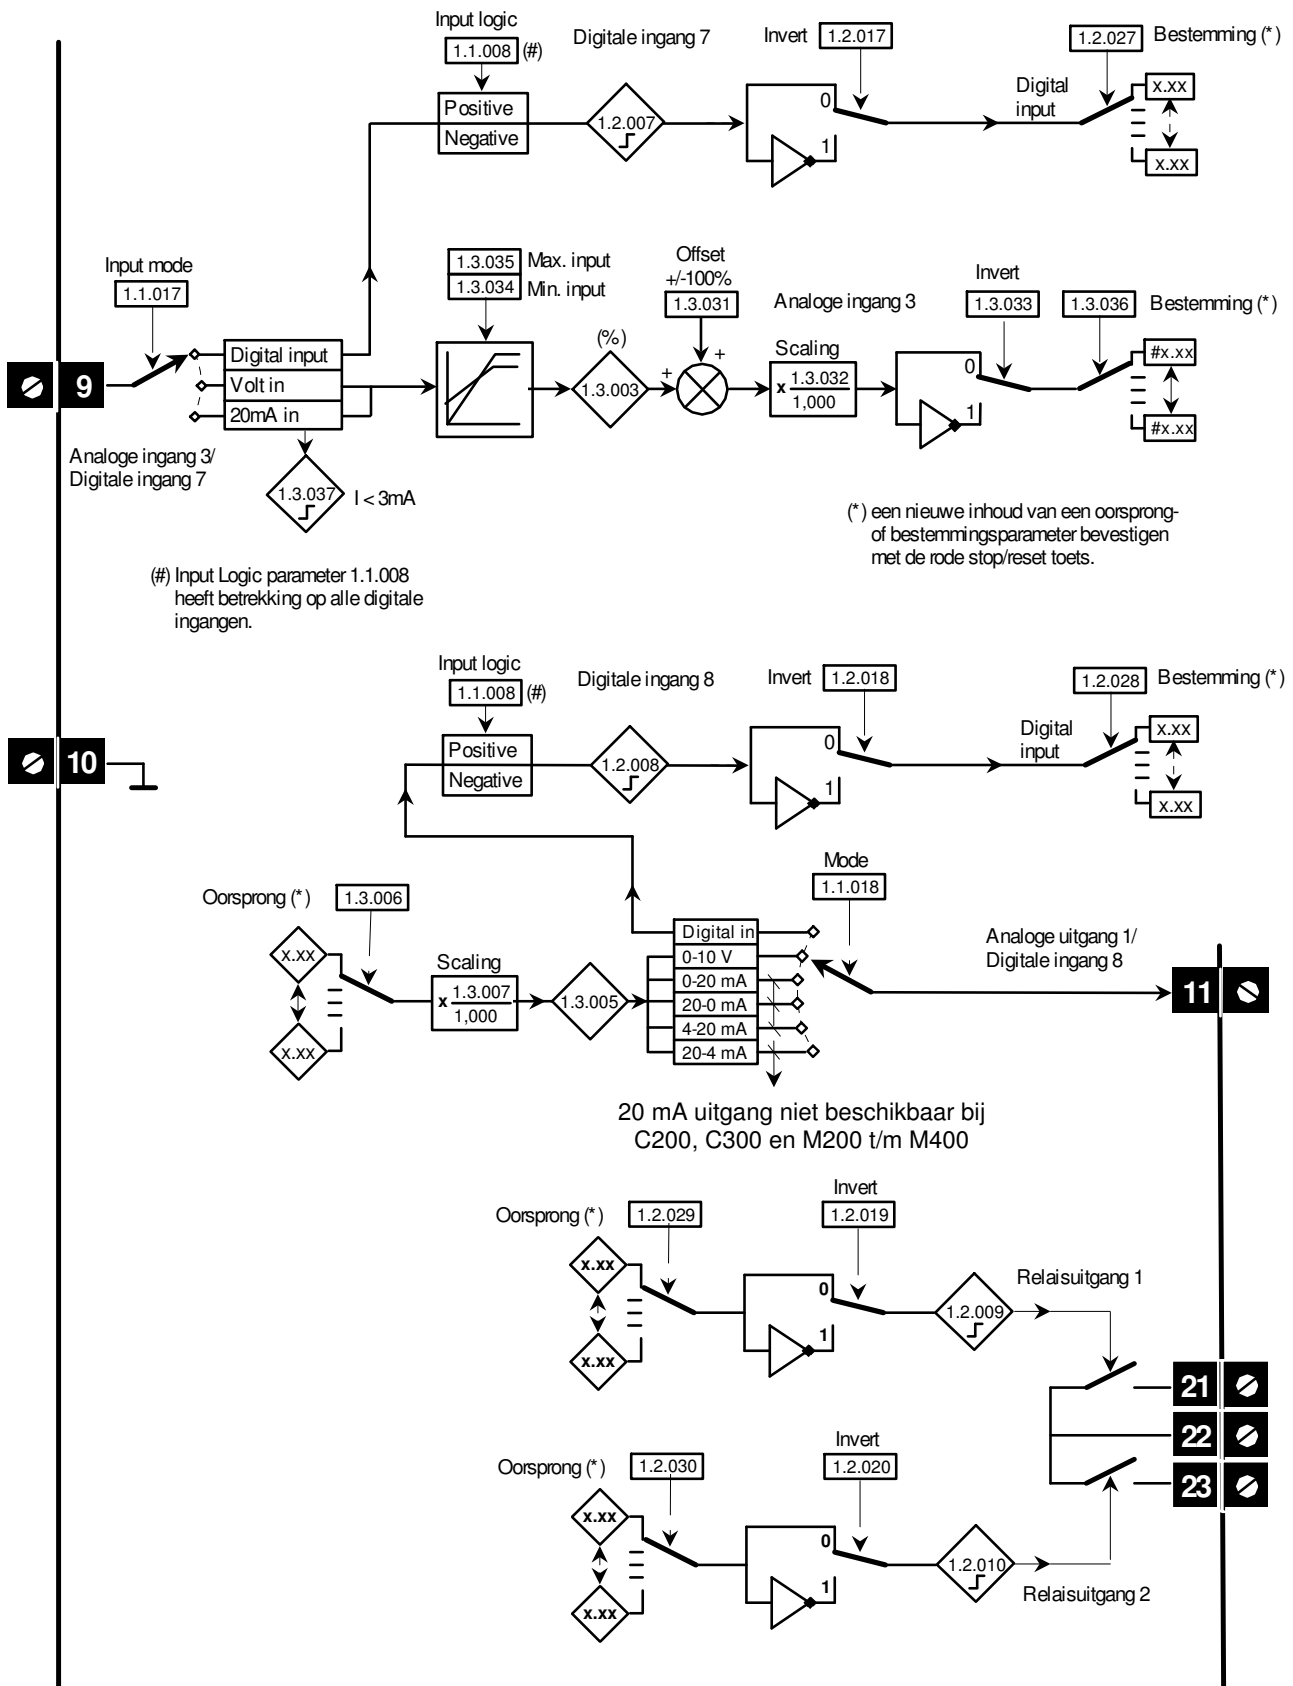 Input logic
1.1.008 (#)
Digitale ingang 7
Invert 1.2.017
1.2.027 Bestemming (*)
Positive
Negative
1.2.007
0
1
Digital
input
x.xx
x.xx
Input mode
1.1.017
1.3.035 Max. input
1.3.034 Min. input
Offset
+/-100%
1.3.031
Analoge ingang 3
Invert
1.3.033
1.3.036
Bestemming (*)
9
Digital input
Volt in
20mA in
(%)
1.3.003
+
+
Scaling
x 1.3.032
1,000
0
1
#x.xx
#x.xx
Analoge ingang 3/
Digitale ingang 7
1.3.037
I < 3mA
(*) een nieuwe inhoud van een oorsprong-
of bestemmingsparameter bevestigen
met de rode stop/reset toets.
(#) Input Logic parameter 1.1.008
heeft betrekking op alle digitale
ingangen.
Input logic
1.1.008 (#)
Digitale ingang 8
Invert 1.2.018
1.2.028 Bestemming (*)
10
Positive
Negative
1.2.008
0
1
Digital
input
x.xx
x.xx
Mode
1.1.018
Oorsprong (*)
1.3.006
x.xx
x.xx
Scaling
x 1.3.007
1,000
1.3.005
Digital in
0-10 V
0-20 mA
20-0 mA
4-20 mA
20-4 mA
Analoge uitgang 1/
Digitale ingang 8
11
20 mA uitgang niet beschikbaar bij
C200, C300 en M200 t/m M400
Oorsprong (*)
1.2.029
Invert
1.2.019
x.xx
x.xx
0
1
1.2.009
Relaisuitgang 1
21
22
23
Oorsprong (*)
1.2.030
Invert
1.2.020
x.xx
x.xx
0
1
1.2.010
Relaisuitgang 2